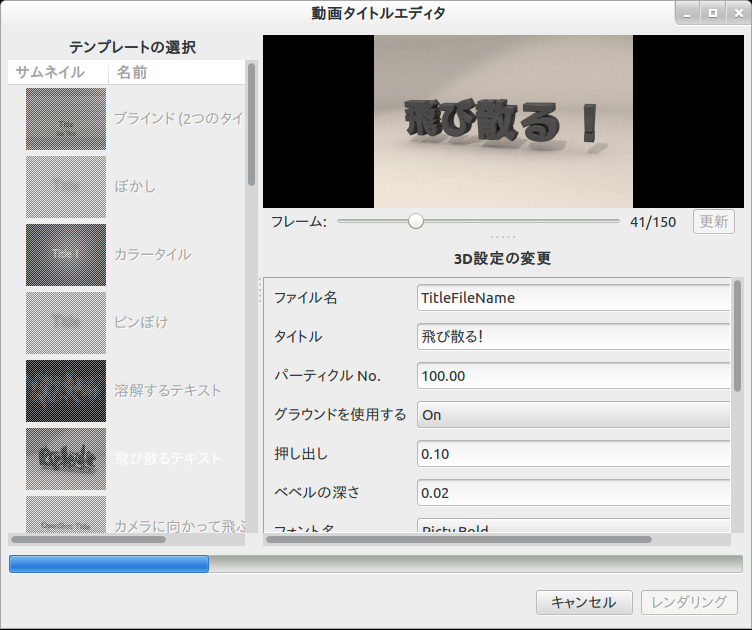 動画タイトルエディタ
テンプレートの選択
サムネイル 名前
ブラインド (2つのタイ
ぼかし
カラータイル
ピンぼけ
溶解するテキスト
飛び散るテキスト
カメラに向かって飛ぶ
Title
Title
Title 1
Title
OpenShot Title
飛び散る！
フレーム: 41/150 更新
3D設定の変更
ファイル名 TitleFileName
タイトル 飛び散る!
パーティクル No. 100.00
グラウンドを使用する On
押し出し 0.10
ベベルの深さ 0.02
フォント名
キャンセル レンダリング